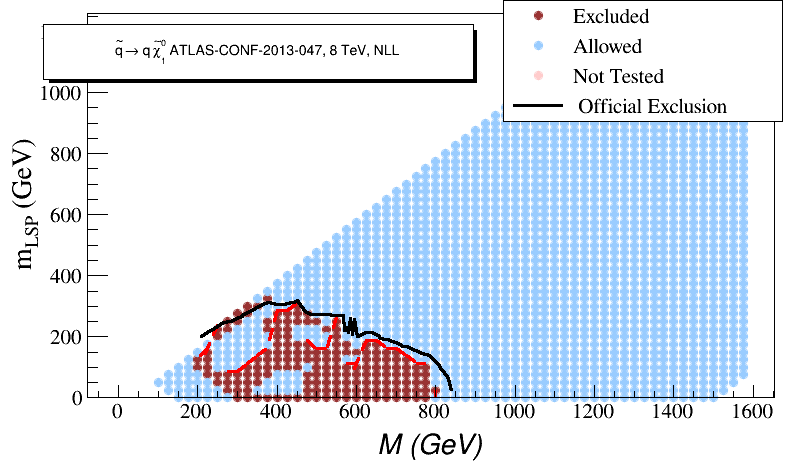 q̃ → q χ̃⁰₁ ATLAS-CONF-2013-047, 8 TeV, NLL
Excluded
Allowed
Not Tested
Official Exclusion
m_LSP (GeV)
1000
800
600
400
200
0
0 200 400 600 800 1000 1200 1400 1600
M (GeV)